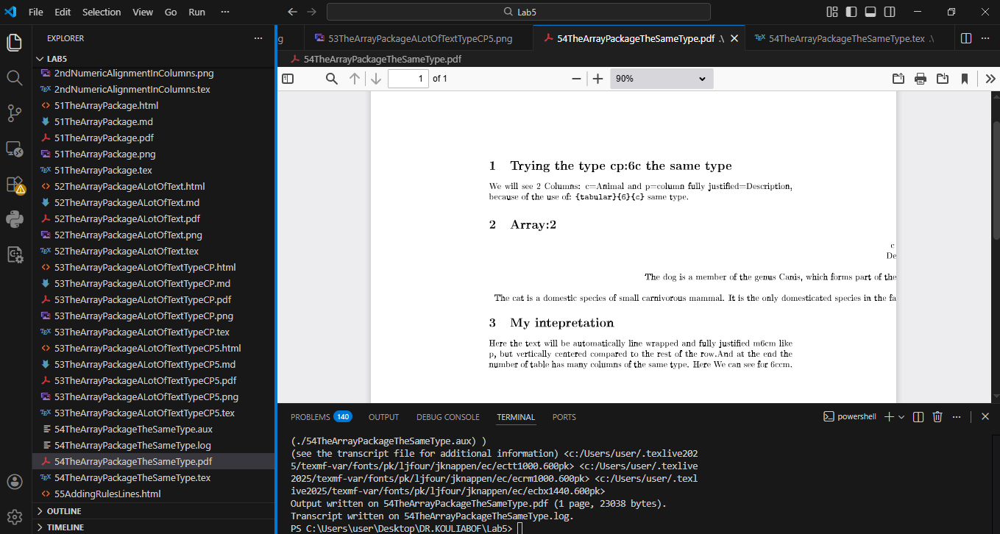 File Edit Selection View Go Run ···
Lab5
EXPLORER ···
LAB5
2ndNumericAlignmentInColumns.png
2ndNumericAlignmentInColumns.tex
51TheArrayPackage.html
51TheArrayPackage.md
51TheArrayPackage.pdf
51TheArrayPackage.png
51TheArrayPackage.tex
52TheArrayPackageALotOfText.html
52TheArrayPackageALotOfText.md
52TheArrayPackageALotOfText.pdf
52TheArrayPackageALotOfText.png
52TheArrayPackageALotOfText.tex
53TheArrayPackageALotOfTextTypeCP.html
53TheArrayPackageALotOfTextTypeCP.md
53TheArrayPackageALotOfTextTypeCP.pdf
53TheArrayPackageALotOfTextTypeCP.png
53TheArrayPackageALotOfTextTypeCP.tex
53TheArrayPackageALotOfTextTypeCP5.html
53TheArrayPackageALotOfTextTypeCP5.md
53TheArrayPackageALotOfTextTypeCP5.pdf
53TheArrayPackageALotOfTextTypeCP5.png
53TheArrayPackageALotOfTextTypeCP5.tex
54TheArrayPackageTheSameType.aux
54TheArrayPackageTheSameType.log
54TheArrayPackageTheSameType.pdf
54TheArrayPackageTheSameType.tex
55AddingRulesLines.html
OUTLINE
TIMELINE
g 53TheArrayPackageALotOfTextTypeCP5.png 54TheArrayPackageTheSameType.pdf .\ 54TheArrayPackageTheSameType.tex .\ ···
54TheArrayPackageTheSameType.pdf
1 of 1 90%
1 Trying the type cp:6c the same type
We will see 2 Columns: c=Animal and p=column fully justified=Description,
because of the use of: {tabular}{6}{c} same type.
2 Array:2
c
De
The dog is a member of the genus Canis, which forms part of the
The cat is a domestic species of small carnivorous mammal. It is the only domesticated species in the fa
3 My intepretation
Here the text will be automatically line wrapped and fully justified m6cm like
p, but vertically centered compared to the rest of the row.And at the end the
number of table has many columns of the same type. Here We can see for 6ccm.
PROBLEMS 140 OUTPUT DEBUG CONSOLE TERMINAL PORTS powershell ···
(./54TheArrayPackageTheSameType.aux) )
(see the transcript file for additional information) <c:/Users/user/.texlive202
5/texmf-var/fonts/pk/ljfour/jknappen/ec/ectt1000.600pk> <c:/Users/user/.texlive
2025/texmf-var/fonts/pk/ljfour/jknappen/ec/ecrm1000.600pk> <c:/Users/user/.texl
ive2025/texmf-var/fonts/pk/ljfour/jknappen/ec/ecbx1440.600pk>
Output written on 54TheArrayPackageTheSameType.pdf (1 page, 23038 bytes).
Transcript written on 54TheArrayPackageTheSameType.log.
PS C:\Users\user\Desktop\DR.KOULIABOF\Lab5>